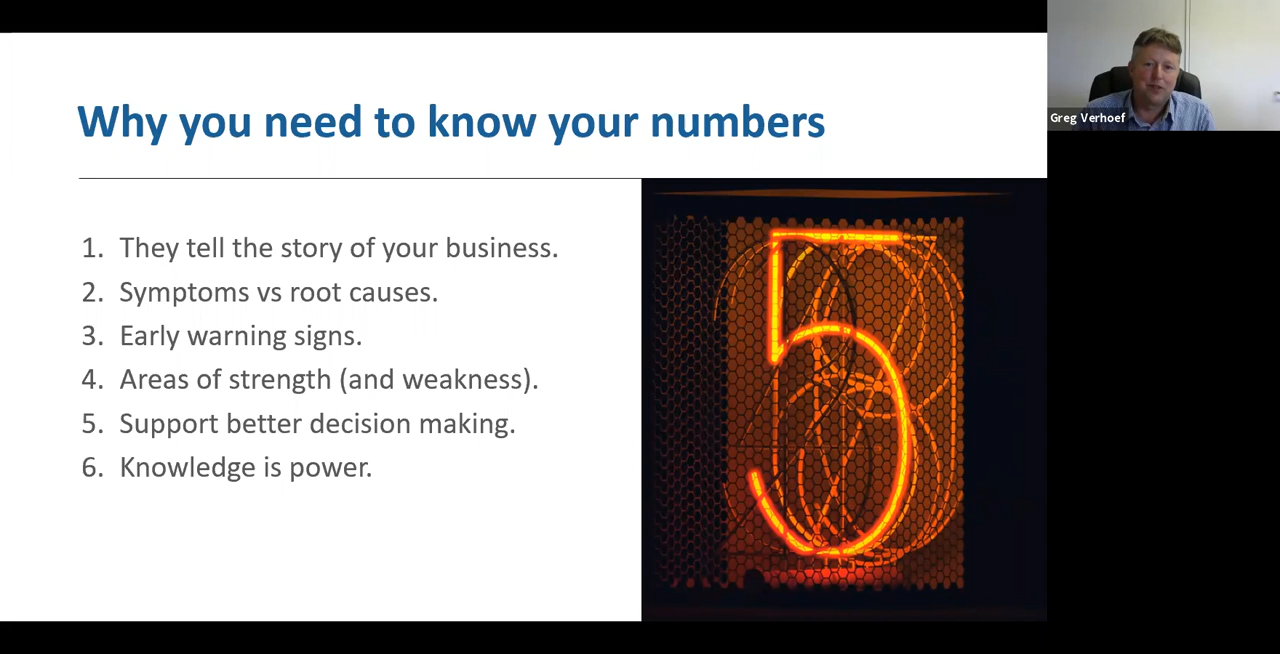 Why you need to know your numbers
1. They tell the story of your business.
2. Symptoms vs root causes.
3. Early warning signs.
4. Areas of strength (and weakness).
5. Support better decision making.
6. Knowledge is power.
5
Greg Verhoef